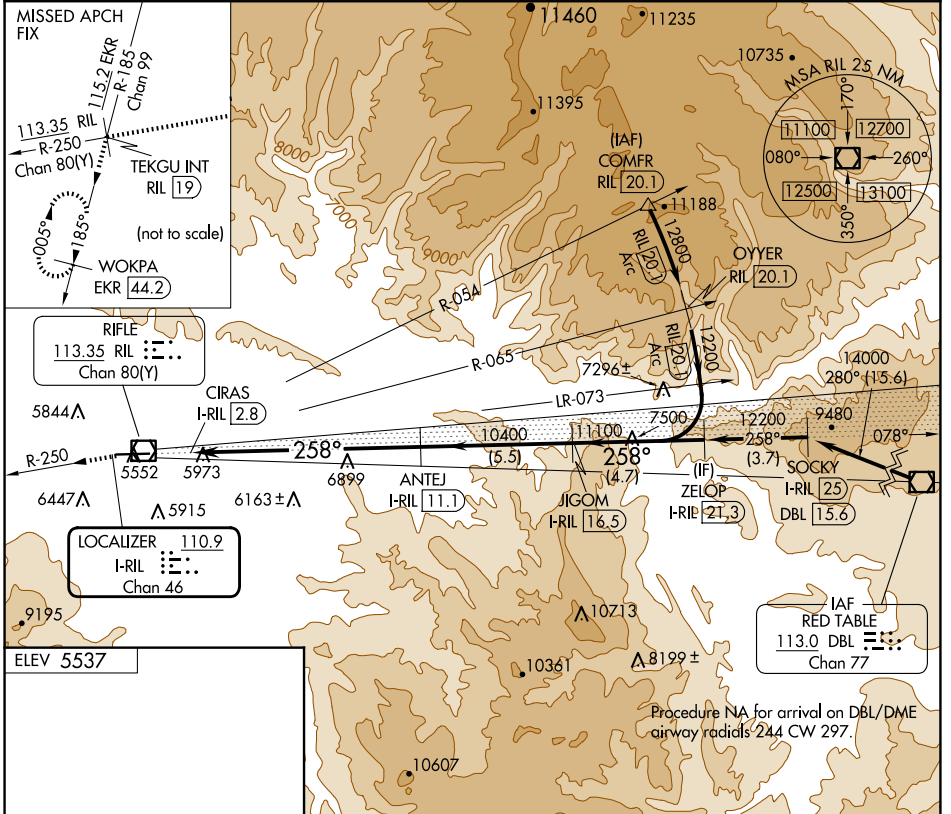 MISSED APCH
FIX
115.2 EKR
R-185
Chan 99
113.35 RIL
R-250
Chan 80(Y)
TEKGU INT
RIL 19
(not to scale)
005°
185°
WOKPA
EKR 44.2
11460
11235
10735
11395
8000
7000
9000
MSA RIL 25 NM
170°
11100
12700
080°
260°
12500
13100
350°
(IAF)
COMFR
RIL 20.1
11188
12800
RIL 20.1
Arc
OYYER
RIL 20.1
R-054
R-065
RIL 20.1
Arc
12200
7296±
LR-073
RIFLE
113.35 RIL
Chan 80(Y)
5844
CIRAS
I-RIL 2.8
14000
280° (15.6)
7500
12200
9480
10400
11100
258°
(5.5)
258°
(4.7)
258°
(3.7)
078°
R-250
5552
5973
6899
6447
5915
6163±
ANTEJ
I-RIL 11.1
JIGOM
I-RIL 16.5
(IF)
ZELOP
I-RIL 21.3
SOCKY
I-RIL 25
DBL 15.6
LOCALIZER 110.9
I-RIL
Chan 46
9195
10713
8199±
10361
10607
IAF
RED TABLE
113.0 DBL
Chan 77
ELEV 5537
Procedure NA for arrival on DBL/DME
airway radials 244 CW 297.